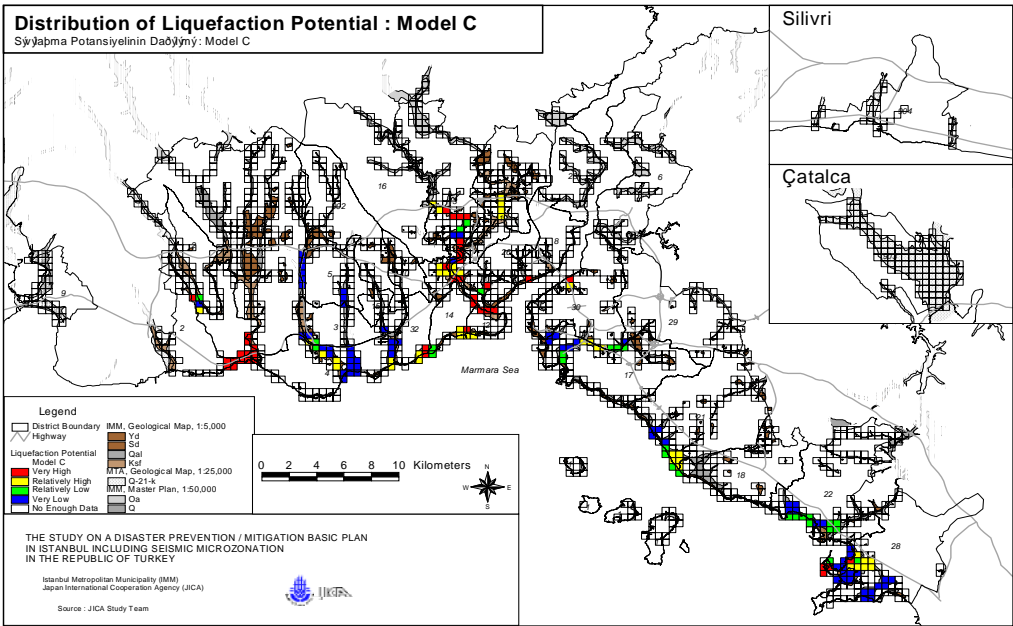 Distribution of Liquefaction Potential : Model C
Potansiyelinin : Model C
Silivri
904
Çatalca
16
6
9
5
8
2
3
14
32
4
30
29
Marmara Sea
17
18
22
28
Legend
District Boundary
Highway
Liquefaction Potential
Model C
Very High
Relatively High
Relatively Low
Very Low
No Enough Data
IMM, Geological Map, 1:5,000
Yd
Sd
Qal
Ksf
MTA, Geological Map, 1:25,000
Q-21-k
IMM, Master Plan, 1:50,000
Oa
Q
0 2 4 6 8 10 Kilometers
N
W E
S
THE STUDY ON A DISASTER PREVENTION / MITIGATION BASIC PLAN
IN ISTANBUL INCLUDING SEISMIC MICROZONATION
IN THE REPUBLIC OF TURKEY
Istanbul Metropolitan Municipality (IMM)
Japan International Cooperation Agency (JICA)
JICA
Source : JICA Study Team